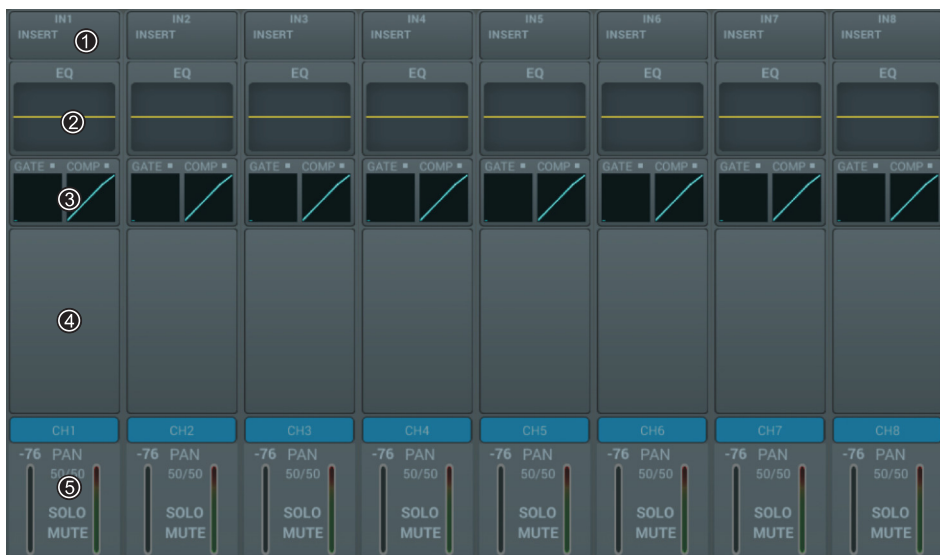 IN1 IN2 IN3 IN4 IN5 IN6 IN7 IN8
INSERT INSERT INSERT INSERT INSERT INSERT INSERT INSERT
①
EQ EQ EQ EQ EQ EQ EQ EQ
②
GATE COMP GATE COMP GATE COMP GATE COMP GATE COMP GATE COMP GATE COMP GATE COMP
③
④
CH1 CH2 CH3 CH4 CH5 CH6 CH7 CH8
-76 PAN -76 PAN -76 PAN -76 PAN -76 PAN -76 PAN -76 PAN -76 PAN
50/50 50/50 50/50 50/50 50/50 50/50 50/50 50/50
⑤
SOLO SOLO SOLO SOLO SOLO SOLO SOLO SOLO
MUTE MUTE MUTE MUTE MUTE MUTE MUTE MUTE